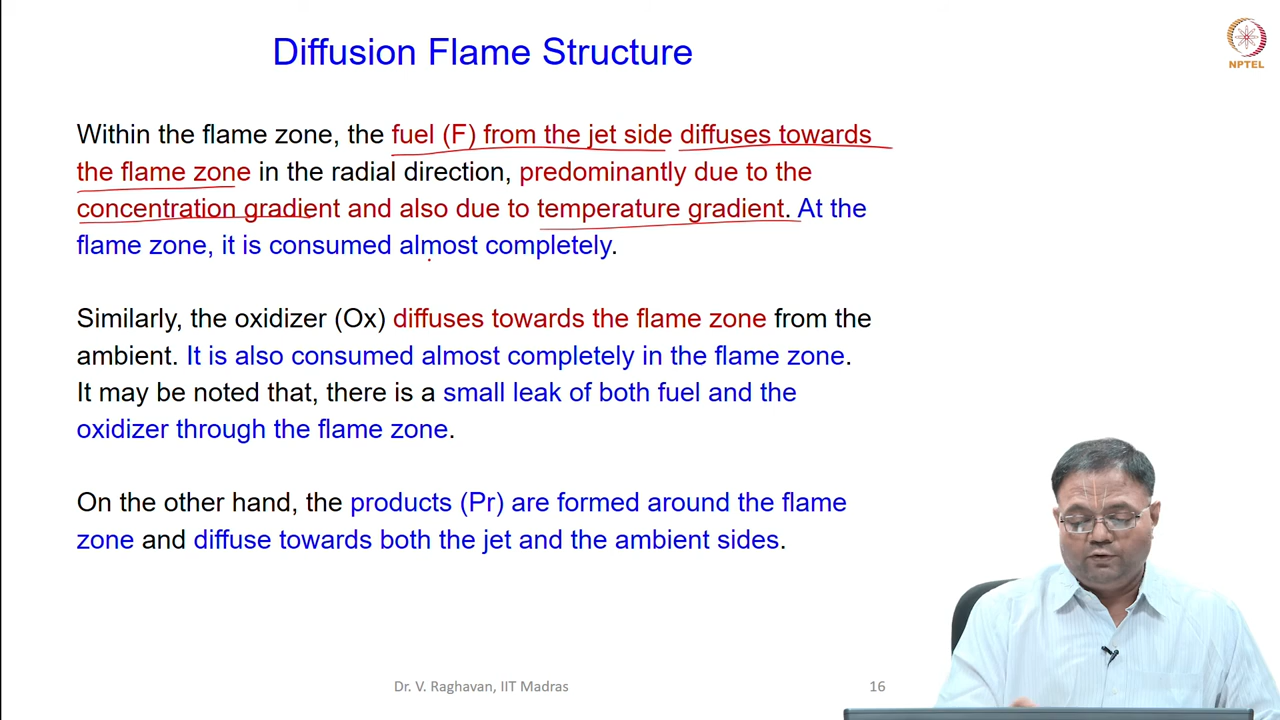 Diffusion Flame Structure
NPTEL
Within the flame zone, the fuel (F) from the jet side diffuses towards
the flame zone in the radial direction, predominantly due to the
concentration gradient and also due to temperature gradient. At the
flame zone, it is consumed almost completely.
Similarly, the oxidizer (Ox) diffuses towards the flame zone from the
ambient. It is also consumed almost completely in the flame zone.
It may be noted that, there is a small leak of both fuel and the
oxidizer through the flame zone.
On the other hand, the products (Pr) are formed around the flame
zone and diffuse towards both the jet and the ambient sides.
Dr. V. Raghavan, IIT Madras
16